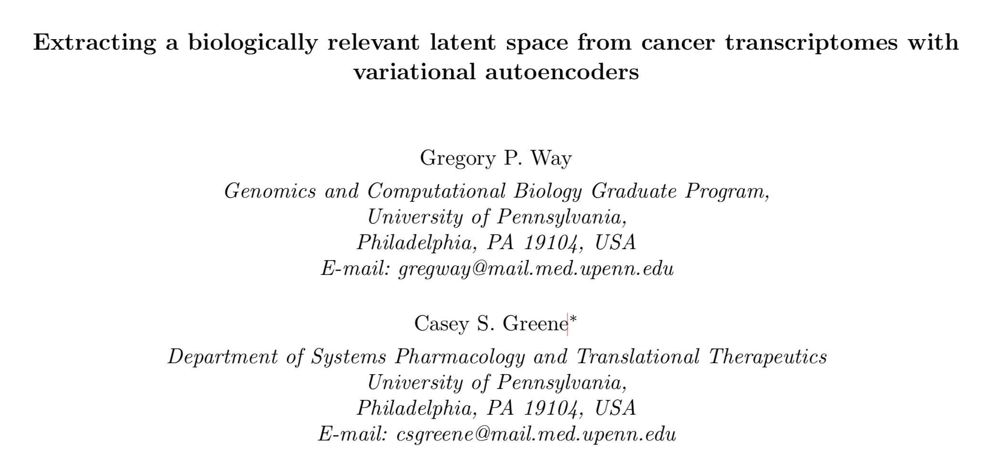 Extracting a biologically relevant latent space from cancer transcriptomes with
variational autoencoders
Gregory P. Way
Genomics and Computational Biology Graduate Program,
University of Pennsylvania,
Philadelphia, PA 19104, USA
E-mail: gregway@mail.med.upenn.edu
Casey S. Greene*
Department of Systems Pharmacology and Translational Therapeutics
University of Pennsylvania,
Philadelphia, PA 19104, USA
E-mail: csgreene@mail.med.upenn.edu